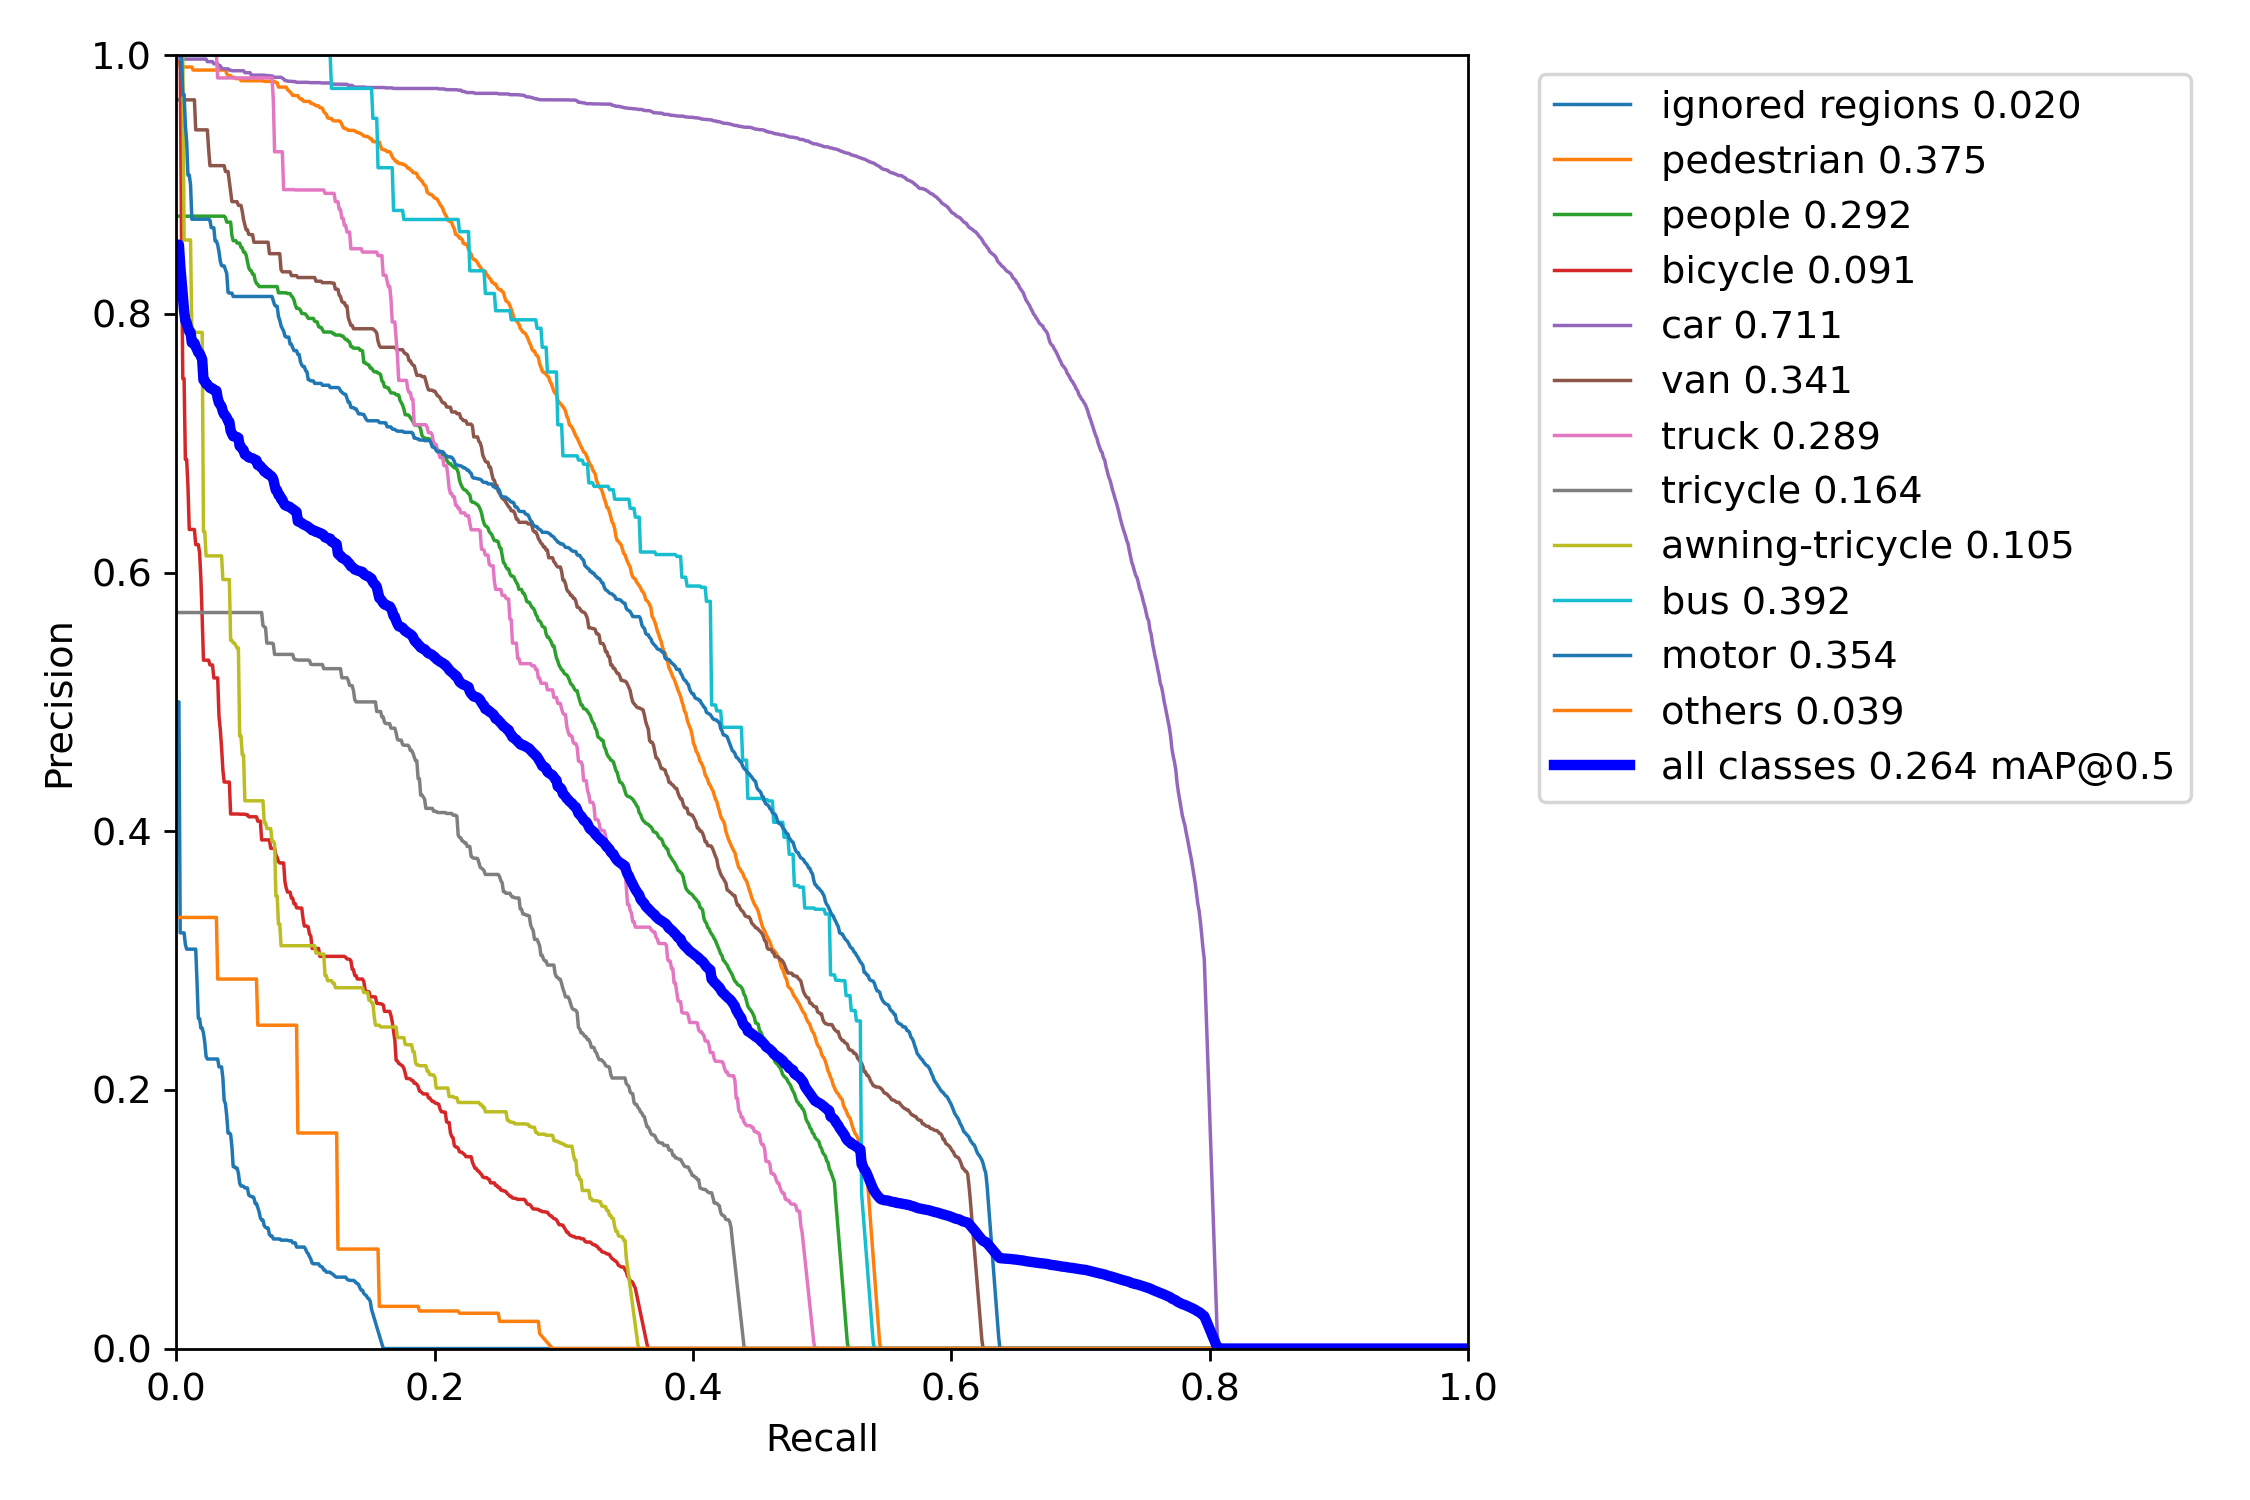 1.0
0.8
0.6
0.4
0.2
0.0
Precision
0.0 0.2 0.4 0.6 0.8 1.0
Recall
ignored regions 0.020
pedestrian 0.375
people 0.292
bicycle 0.091
car 0.711
van 0.341
truck 0.289
tricycle 0.164
awning-tricycle 0.105
bus 0.392
motor 0.354
others 0.039
all classes 0.264 mAP@0.5